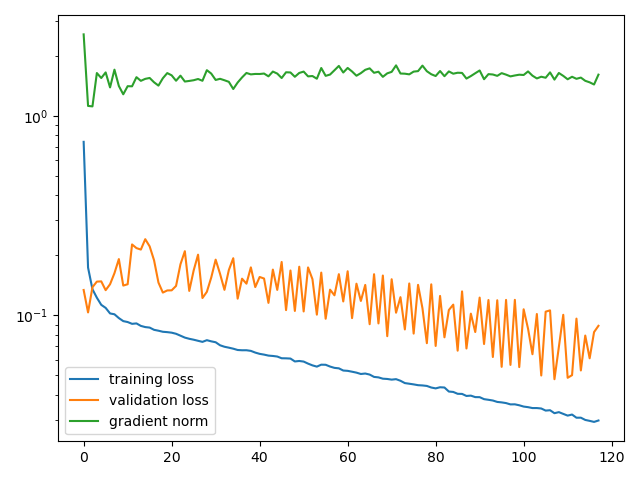 10⁰
10⁻¹
training loss
validation loss
gradient norm
0 20 40 60 80 100 120